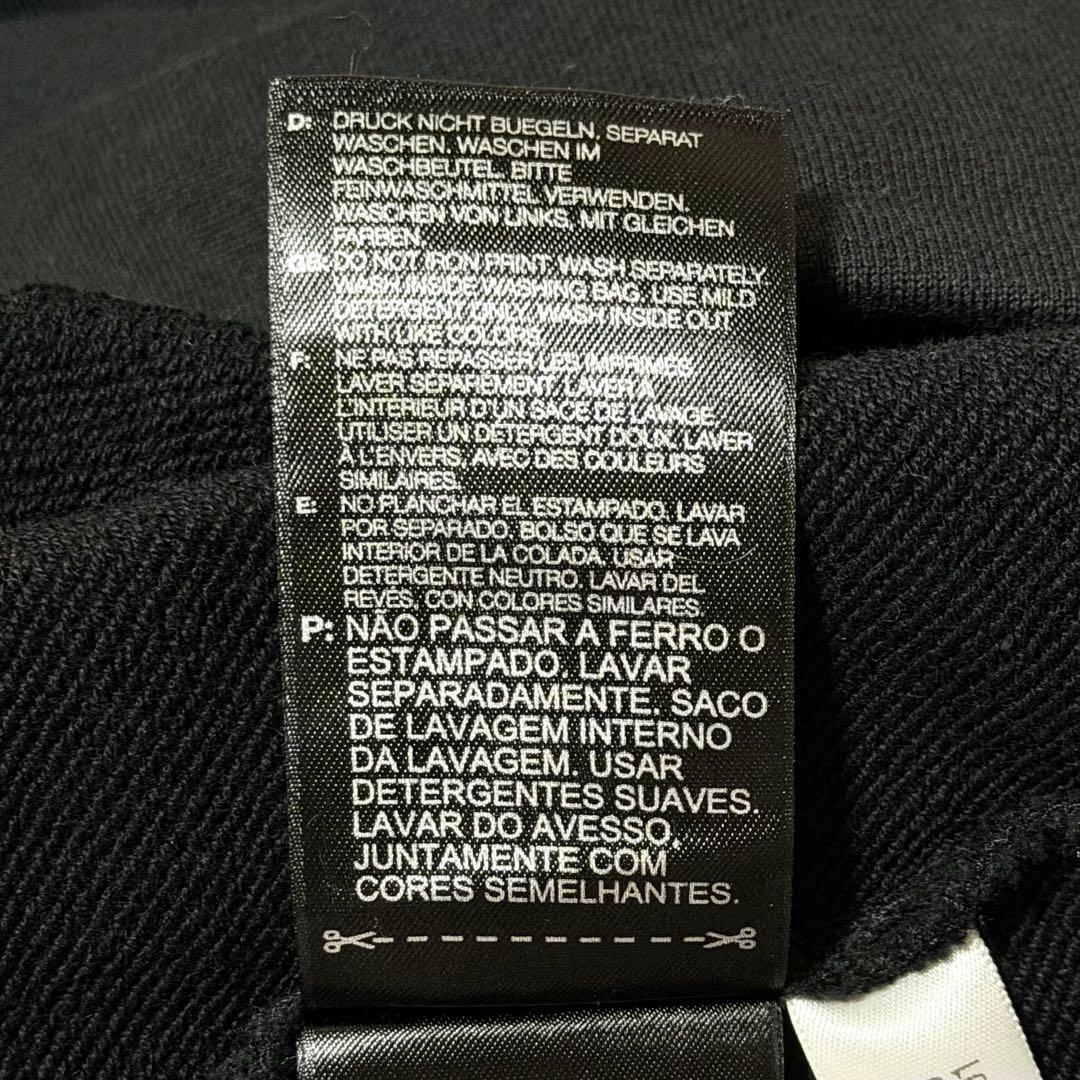 D: DRUCK NICHT BUEGELN. SEPARAT
WASCHEN. WASCHEN IM
WASCHBEUTEL. BITTE
FEINWASCHMITTEL VERWENDEN.
WASCHEN VON LINKS, MIT GLEICHEN
FARBEN.
GB: DO NOT IRON PRINT. WASH SEPARATELY.
WASH INSIDE WASHING BAG. USE MILD
DETERGENT ONLY. WASH INSIDE OUT
WITH LIKE COLORS.
F: NE PAS REPASSER LES IMPRIMES.
LAVER SEPAREMENT. LAVER A
L'INTERIEUR D'UN SACE DE LAVAGE.
UTILISER UN DETERGENT DOUX. LAVER
À L'ENVERS, AVEC DES COULEURS
SIMILAIRES.
E: NO PLANCHAR EL ESTAMPADO. LAVAR
POR SEPARADO. BOLSO QUE SE LAVA
INTERIOR DE LA COLADA. USAR
DETERGENTE NEUTRO. LAVAR DEL
REVES, CON COLORES SIMILARES.
P: NÃO PASSAR A FERRO O
ESTAMPADO. LAVAR
SEPARADAMENTE. SACO
DE LAVAGEM INTERNO
DA LAVAGEM. USAR
DETERGENTES SUAVES.
LAVAR DO AVESSO,
JUNTAMENTE COM
CORES SEMELHANTES.